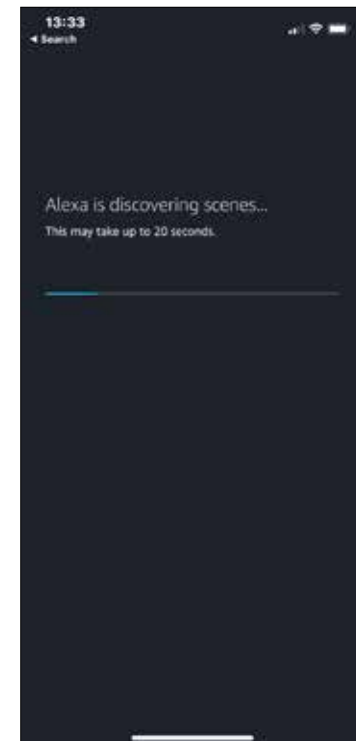 13:33
◀ Search
Alexa is discovering scenes...
This may take up to 20 seconds.